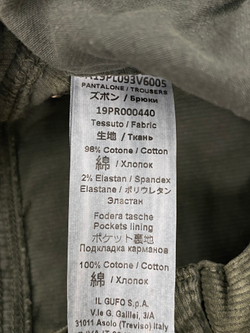 A19PL093V6005
PANTALONE / TROUSERS
ズボン / Брюки
19PR000440
Tessuto / Fabric
生地 / Ткань
98% Cotone / Cotton
綿 / Хлопок
2% Elastan / Spandex
Elastane / ポリウレタン
Эластан
Fodera tasche
Pockets lining
ポケット裏地
Подкладка карманов
100% Cotone / Cotton
綿 / Хлопок
IL GUFO S.p.A.
V.le G. Galilei, 3/A
31011 Asolo (Treviso) Italy